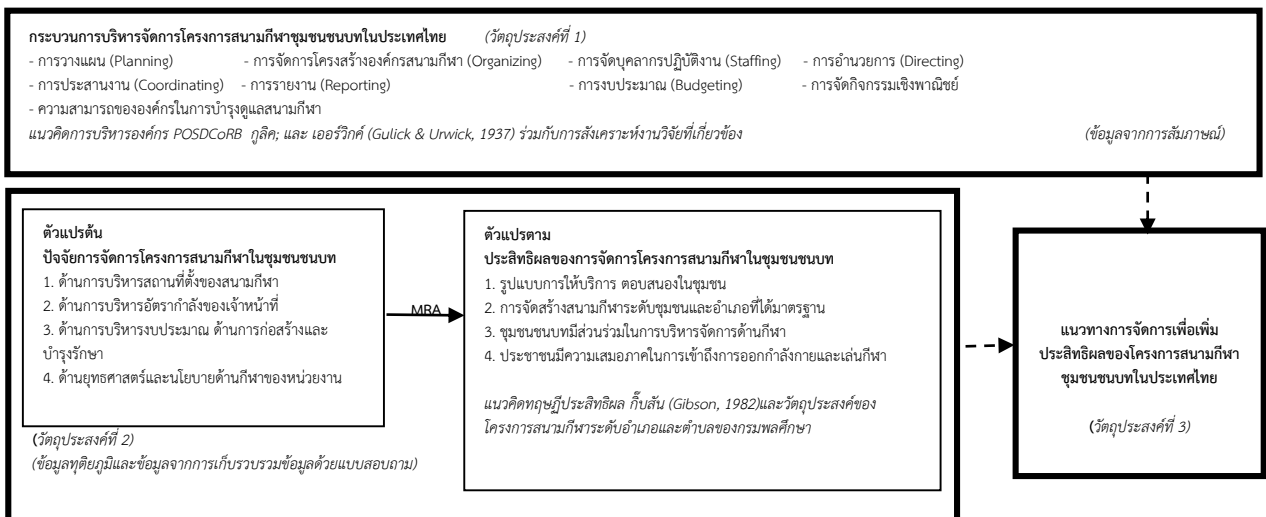 กระบวนการบริหารจัดการโครงการสนามกีฬาชุมชนชนบทในประเทศไทย (วัตถุประสงค์ที่ 1)
- การวางแผน (Planning) - การจัดการโครงสร้างองค์กรสนามกีฬา (Organizing) - การจัดบุคลากรปฏิบัติงาน (Staffing) - การอำนวยการ (Directing)
- การประสานงาน (Coordinating) - การรายงาน (Reporting) - การงบประมาณ (Budgeting) - การจัดกิจกรรมเชิงพาณิชย์
- ความสามารถขององค์กรในการบำรุงดูแลสนามกีฬา
แนวคิดการบริหารองค์กร POSDCoRB กูลิค; และ เออร์วิกค์ (Gulick & Urwick, 1937) ร่วมกับการสังเคราะห์งานวิจัยที่เกี่ยวข้อง (ข้อมูลจากการสัมภาษณ์)
ตัวแปรต้น
ปัจจัยการจัดการโครงการสนามกีฬาในชุมชนชนบท
1. ด้านการบริหารสถานที่ตั้งของสนามกีฬา
2. ด้านการบริหารอัตรากำลังของเจ้าหน้าที่
3. ด้านการบริหารงบประมาณ ด้านการก่อสร้างและ
บำรุงรักษา
4. ด้านยุทธศาสตร์และนโยบายด้านกีฬาของหน่วยงาน
(วัตถุประสงค์ที่ 2)
(ข้อมูลทุติยภูมิและข้อมูลจากการเก็บรวบรวมข้อมูลด้วยแบบสอบถาม)
MRA
ตัวแปรตาม
ประสิทธิผลของการจัดการโครงการสนามกีฬาในชุมชนชนบท
1. รูปแบบการให้บริการ ตอบสนองในชุมชน
2. การจัดสร้างสนามกีฬาระดับชุมชนและอำเภอที่ได้มาตรฐาน
3. ชุมชนชนบทมีส่วนร่วมในการบริหารจัดการด้านกีฬา
4. ประชาชนมีความเสมอภาคในการเข้าถึงการออกกำลังกายและเล่นกีฬา
แนวคิดทฤษฎีประสิทธิผล กิ๊บสัน (Gibson, 1982)และวัตถุประสงค์ของ
โครงการสนามกีฬาระดับอำเภอและตำบลของกรมพลศึกษา
แนวทางการจัดการเพื่อเพิ่ม
ประสิทธิผลของโครงการสนามกีฬา
ชุมชนชนบทในประเทศไทย
(วัตถุประสงค์ที่ 3)